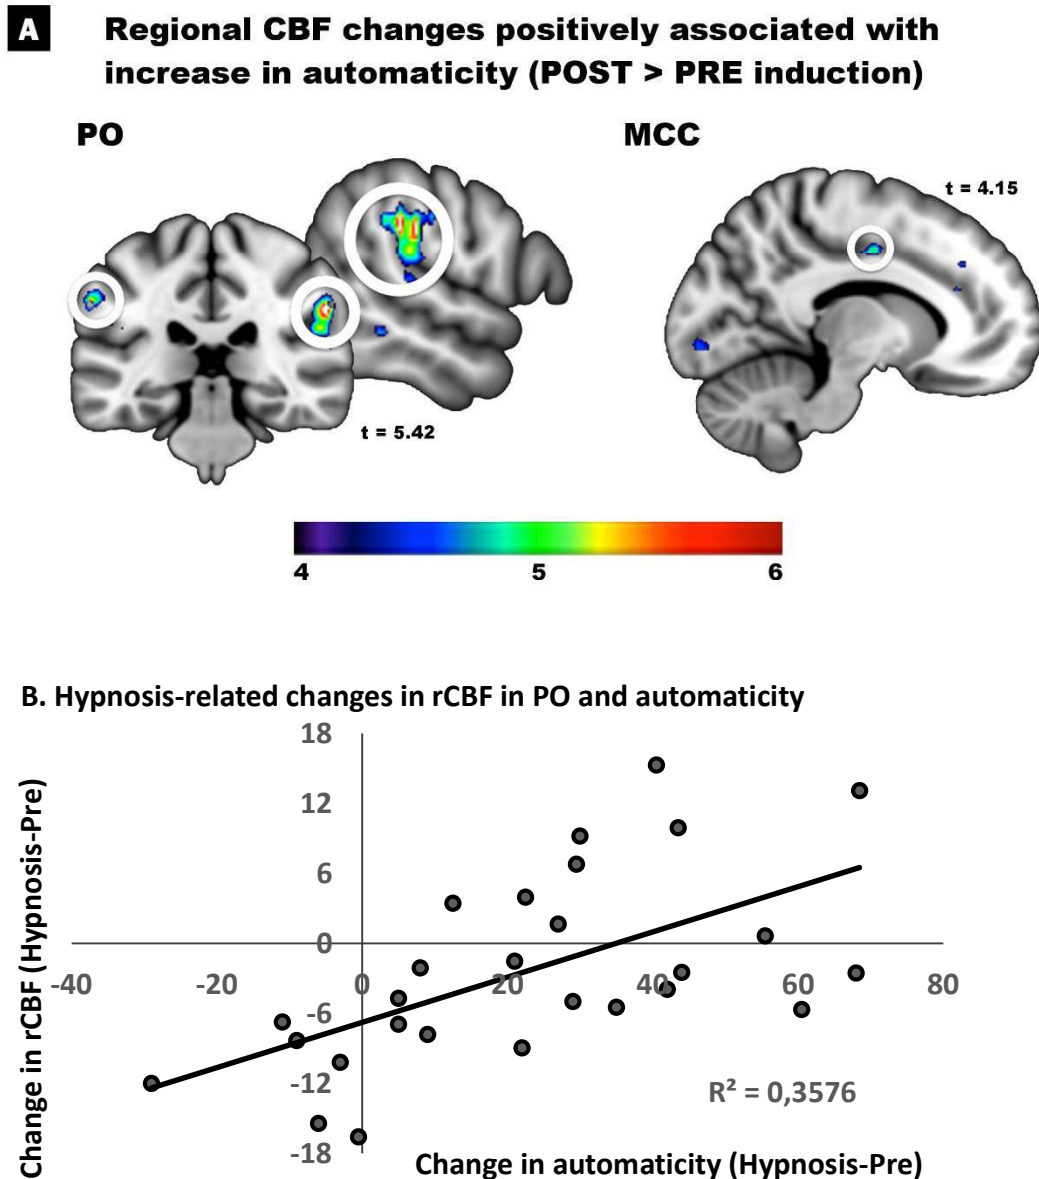 A
Regional CBF changes positively associated with
increase in automaticity (POST > PRE induction)
PO
MCC
t = 4.15
t = 5.42
4
5
6
B. Hypnosis-related changes in rCBF in PO and automaticity
Change in rCBF (Hypnosis-Pre)
18
12
6
0
-6
-12
-18
-40
-20
0
20
40
60
80
R² = 0,3576
Change in automaticity (Hypnosis-Pre)